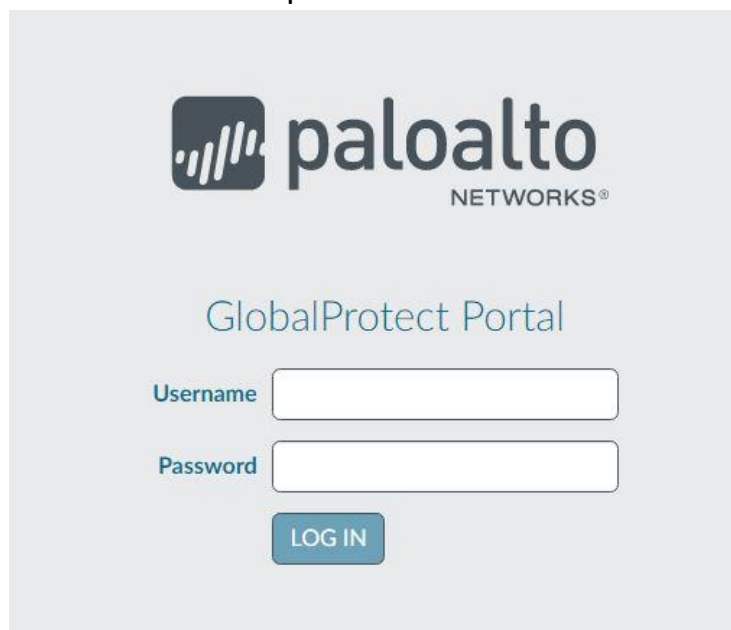 paloalto
NETWORKS®
GlobalProtect Portal
Username
Password
LOG IN